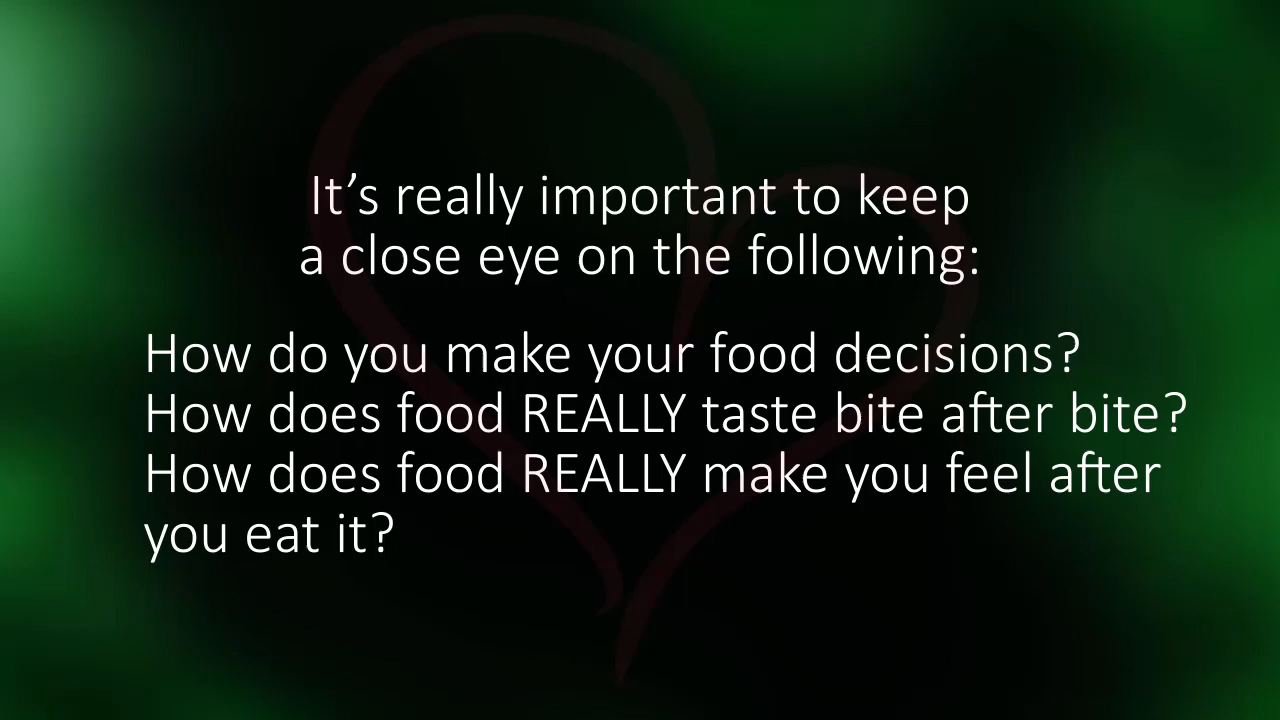 It’s really important to keep
a close eye on the following:
How do you make your food decisions?
How does food REALLY taste bite after bite?
How does food REALLY make you feel after
you eat it?